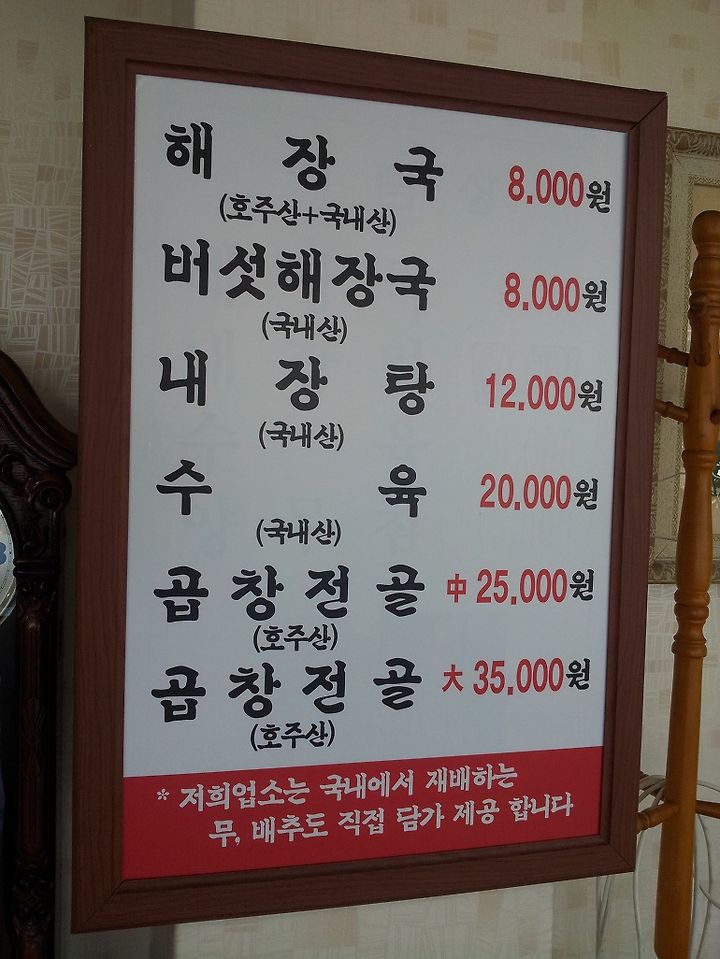 해장국 8.000원
(호주산+국내산)
버섯해장국 8.000원
(국내산)
내장탕 12.000원
(국내산)
수육 20.000원
(국내산)
곱창전골 中 25.000원
(호주산)
곱창전골 大 35.000원
(호주산)
* 저희업소는 국내에서 재배하는
무, 배추도 직접 담가 제공 합니다